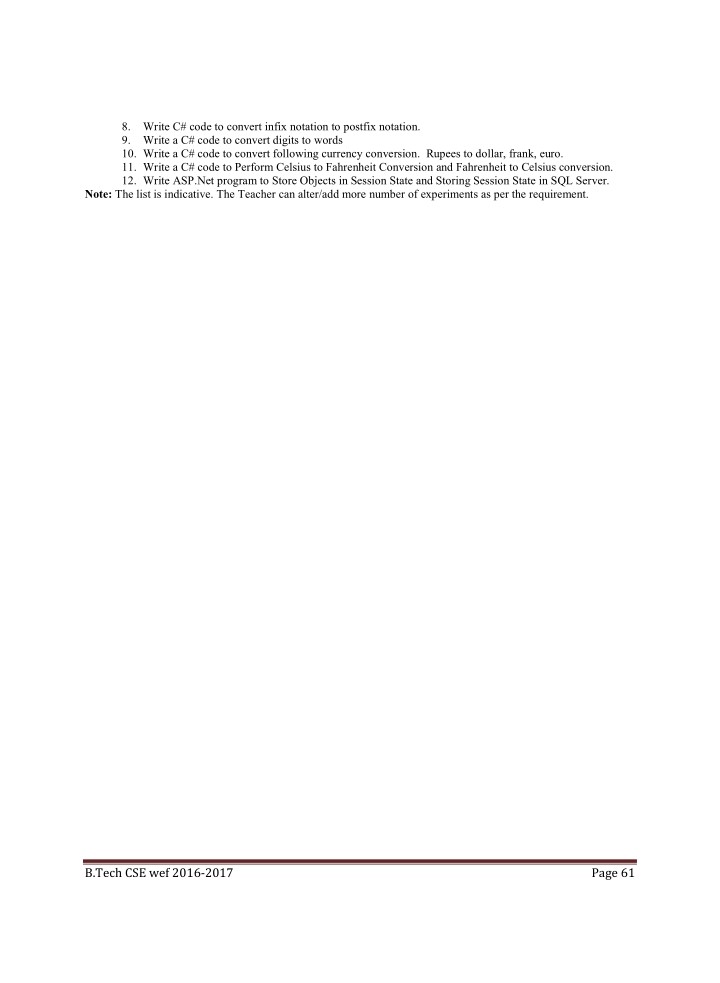 8. Write C# code to convert infix notation to postfix notation.
9. Write a C# code to convert digits to words
10. Write a C# code to convert following currency conversion. Rupees to dollar, frank, euro.
11. Write a C# code to Perform Celsius to Fahrenheit Conversion and Fahrenheit to Celsius conversion.
12. Write ASP.Net program to Store Objects in Session State and Storing Session State in SQL Server.
Note: The list is indicative. The Teacher can alter/add more number of experiments as per the requirement.
B.Tech CSE wef 2016-2017 Page 61